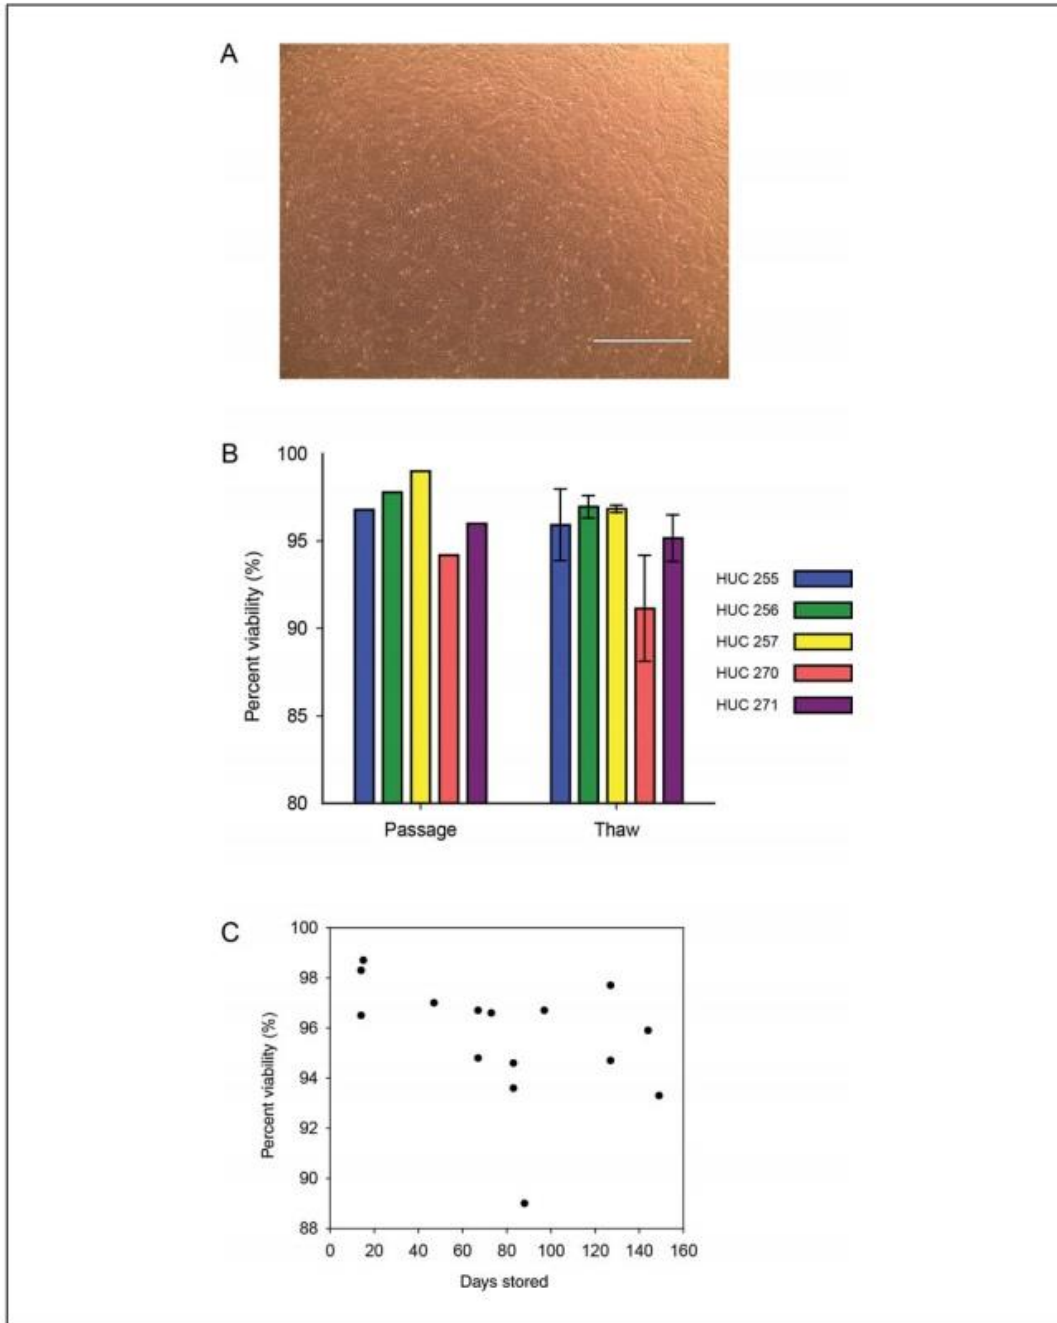 A
B
Percent viability (%)
100
95
90
85
80
Passage
Thaw
HUC 255
HUC 256
HUC 257
HUC 270
HUC 271
C
Percent viability (%)
100
98
96
94
92
90
88
0 20 40 60 80 100 120 140 160
Days stored